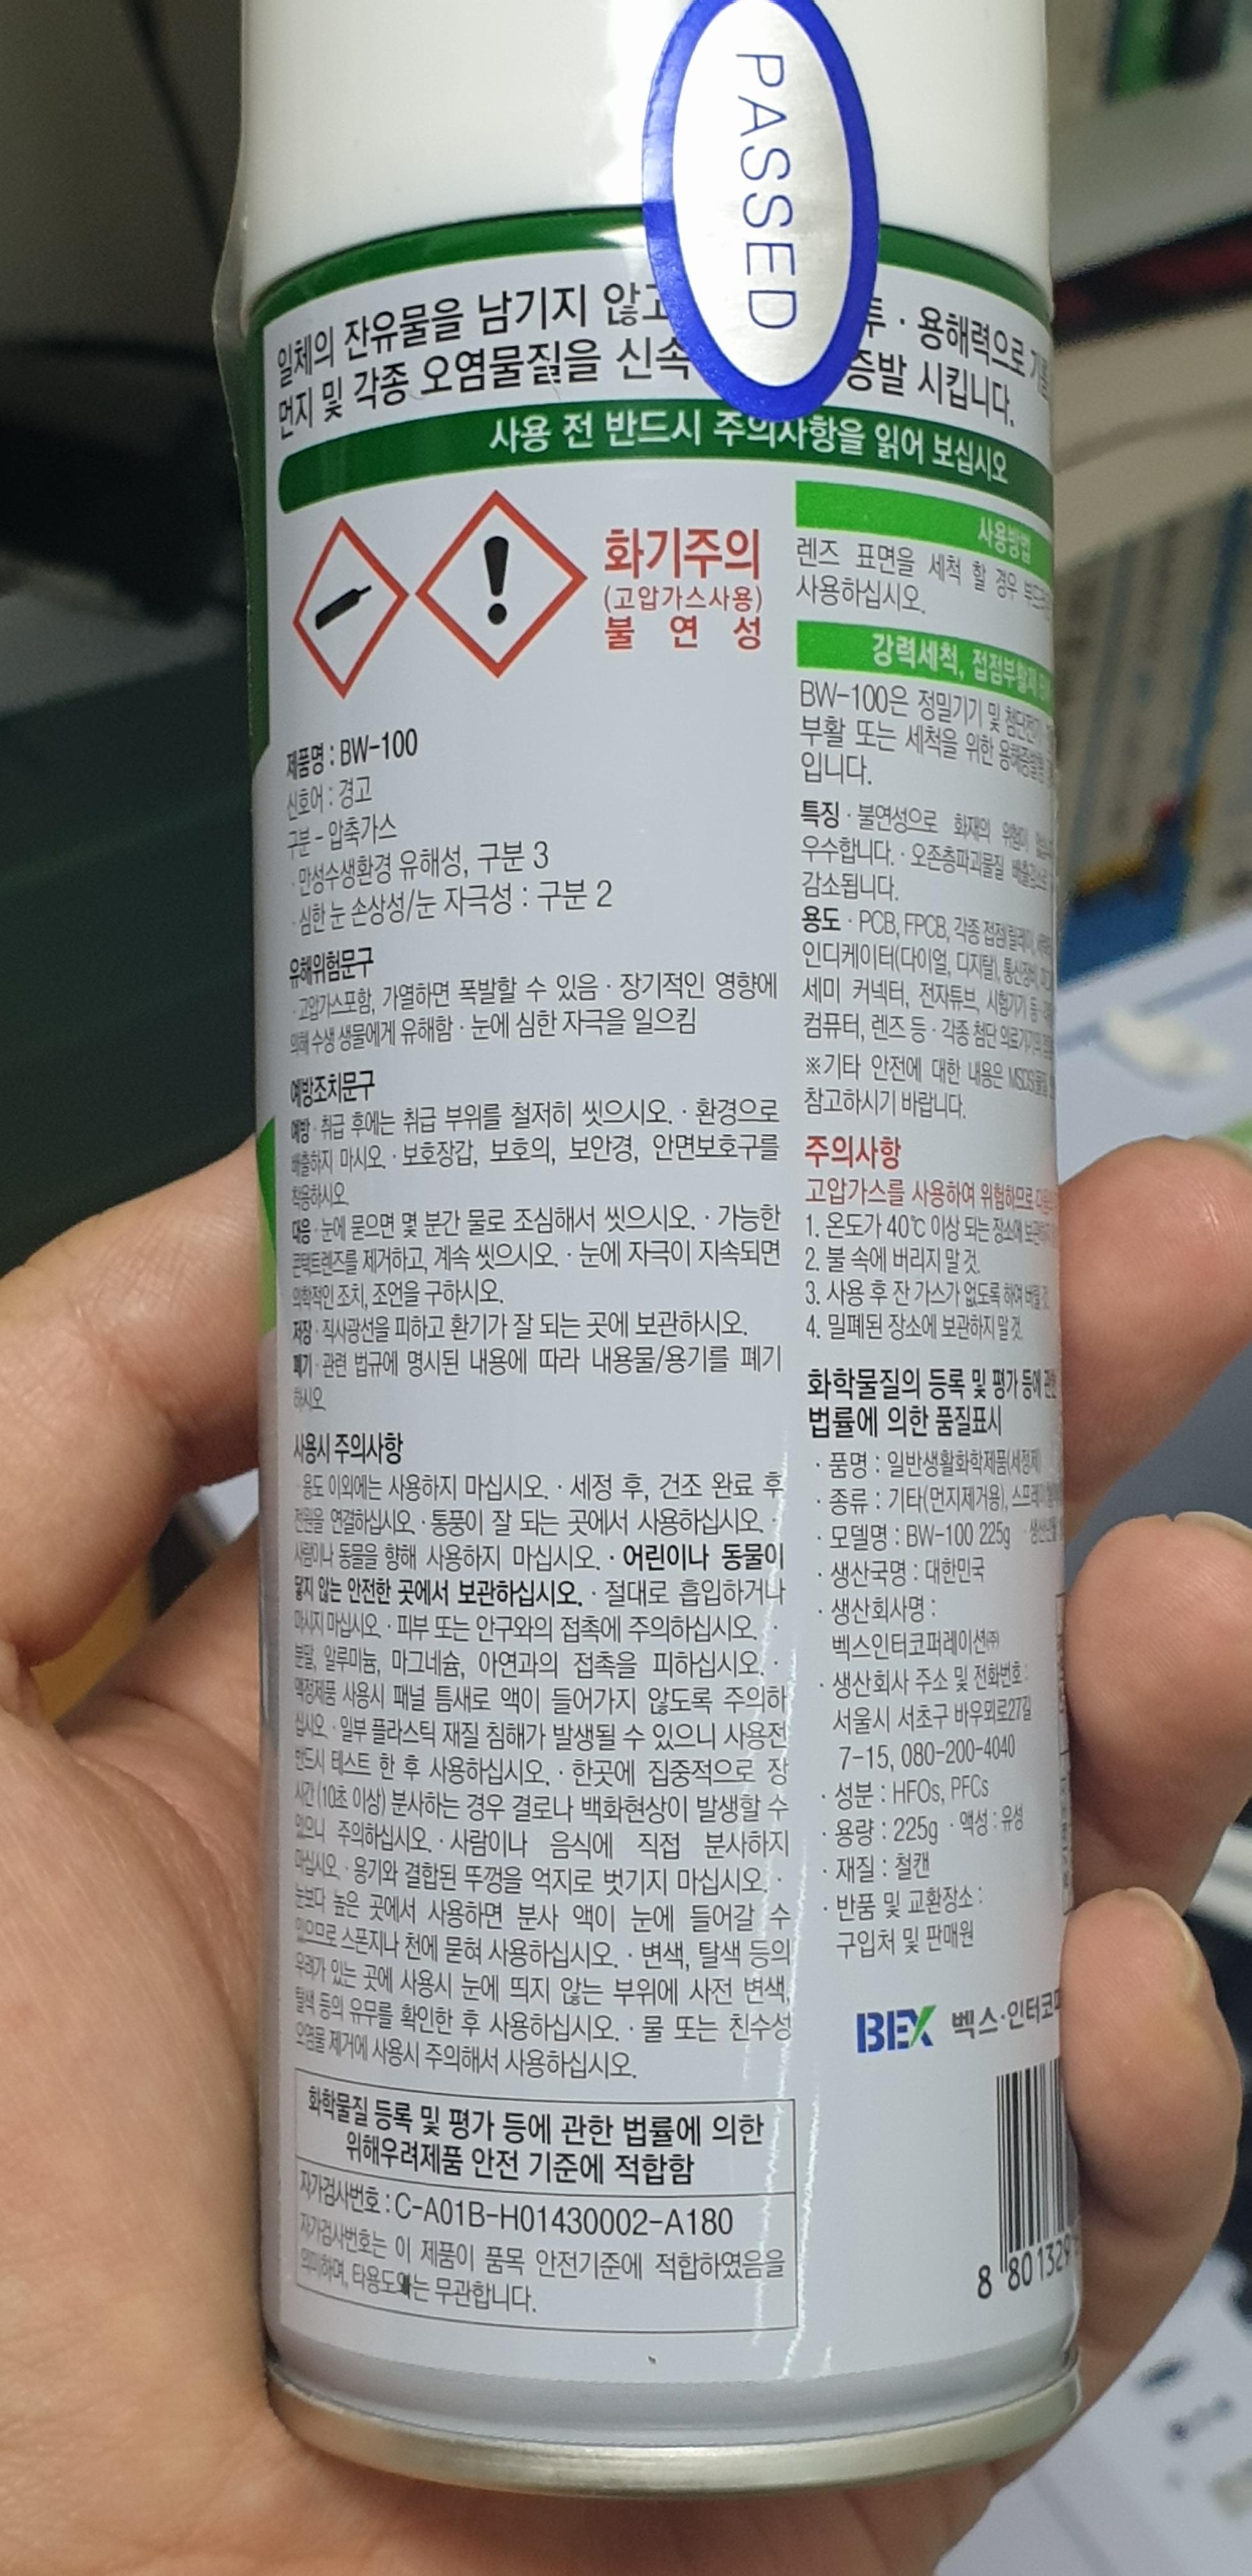 PASSED
일체의 잔유물을 남기지 않고 · 용해력으로
먼지 및 각종 오염물질을 신속 증발 시킵니다.
사용 전 반드시 주의사항을 읽어 보십시오
화기주의
(고압가스사용)
불 연 성
제품명 : BW-100
신호어 : 경고
구분 - 압축가스
· 만성수생환경 유해성, 구분 3
· 심한 눈 손상성/눈 자극성 : 구분 2
유해위험문구
· 고압가스포함, 가열하면 폭발할 수 있음 · 장기적인 영향에
의해 수생 생물에게 유해함 · 눈에 심한 자극을 일으킴
예방조치문구
예방 · 취급 후에는 취급 부위를 철저히 씻으시오. · 환경으로
배출하지 마시오. · 보호장갑, 보호의, 보안경, 안면보호구를
착용하시오
대응 · 눈에 묻으면 몇 분간 물로 조심해서 씻으시오. · 가능한
콘택트렌즈를 제거하고, 계속 씻으시오. · 눈에 자극이 지속되면
의학적인 조치, 조언을 구하시오.
저장 · 직사광선을 피하고 환기가 잘 되는 곳에 보관하시오.
폐기 · 관련 법규에 명시된 내용에 따라 내용물/용기를 폐기
하시오
사용시 주의사항
· 용도 이외에는 사용하지 마십시오. · 세정 후, 건조 완료 후
전원을 연결하십시오. · 통풍이 잘 되는 곳에서 사용하십시오. ·
사람이나 동물을 향해 사용하지 마십시오. · 어린이나 동물이
닿지 않는 안전한 곳에서 보관하십시오. · 절대로 흡입하거나
마시지 마십시오. · 피부 또는 안구와의 접촉에 주의하십시오. ·
분말, 알루미늄, 마그네슘, 아연과의 접촉을 피하십시오. ·
액정제품 사용시 패널 틈새로 액이 들어가지 않도록 주의하
십시오. · 일부 플라스틱 재질 침해가 발생될 수 있으니 사용전
반드시 테스트 한 후 사용하십시오. · 한곳에 집중적으로 장
시간 (10초 이상) 분사하는 경우 결로나 백화현상이 발생할 수
있으니 주의하십시오. · 사람이나 음식에 직접 분사하지
마십시오. · 용기와 결합된 뚜껑을 억지로 벗기지 마십시오. ·
눈보다 높은 곳에서 사용하면 분사 액이 눈에 들어갈 수
있으므로 스폰지나 천에 묻혀 사용하십시오. · 변색, 탈색 등의
우려가 있는 곳에 사용시 눈에 띄지 않는 부위에 사전 변색,
탈색 등의 유무를 확인한 후 사용하십시오. · 물 또는 친수성
오염물 제거에 사용시 주의해서 사용하십시오.
화학물질 등록 및 평가 등에 관한 법률에 의한
위해우려제품 안전 기준에 적합함
자가검사번호 : C-A01B-H01430002-A180
자가검사번호는 이 제품이 품목 안전기준에 적합하였음을
의미하며, 타용도와는 무관합니다.
사용방법
렌즈 표면을 세척 할 경우
사용하십시오.
강력세척, 접점부활제
BW-100은 정밀기기 및
부활 또는 세척을 위한
입니다.
특징 · 불연성으로 화재의 위험이
우수합니다. · 오존층파괴물질
감소됩니다.
용도 · PCB, FPCB, 각종 접점
인디케이터(다이얼, 디지탈), 통신장비,
세미 커넥터, 전자튜브, 시험기기 등
컴퓨터, 렌즈 등 · 각종 첨단 의료기기의
※기타 안전에 대한 내용은 MSDS
참고하시기 바랍니다.
주의사항
고압가스를 사용하여 위험하므로
1. 온도가 40℃ 이상 되는 장소에
2. 불 속에 버리지 말 것.
3. 사용 후 잔 가스가 없도록 하여 버릴 것.
4. 밀폐된 장소에 보관하지 말 것.
화학물질의 등록 및 평가 등에 관한
법률에 의한 품질표시
· 품명 : 일반생활화학제품(세정제)
· 종류 : 기타(먼지제거용),
· 모델명 : BW-100 225g
· 생산국명 : 대한민국
· 생산회사명 :
벡스인터코퍼레이션㈜
· 생산회사 주소 및 전화번호 :
서울시 서초구 바우뫼로27길
7-15, 080-200-4040
· 성분 : HFOs, PFCs
· 용량 : 225g · 액성 : 유성
· 재질 : 철캔
· 반품 및 교환장소 :
구입처 및 판매원
BEX 벡스·인터코
8 80132